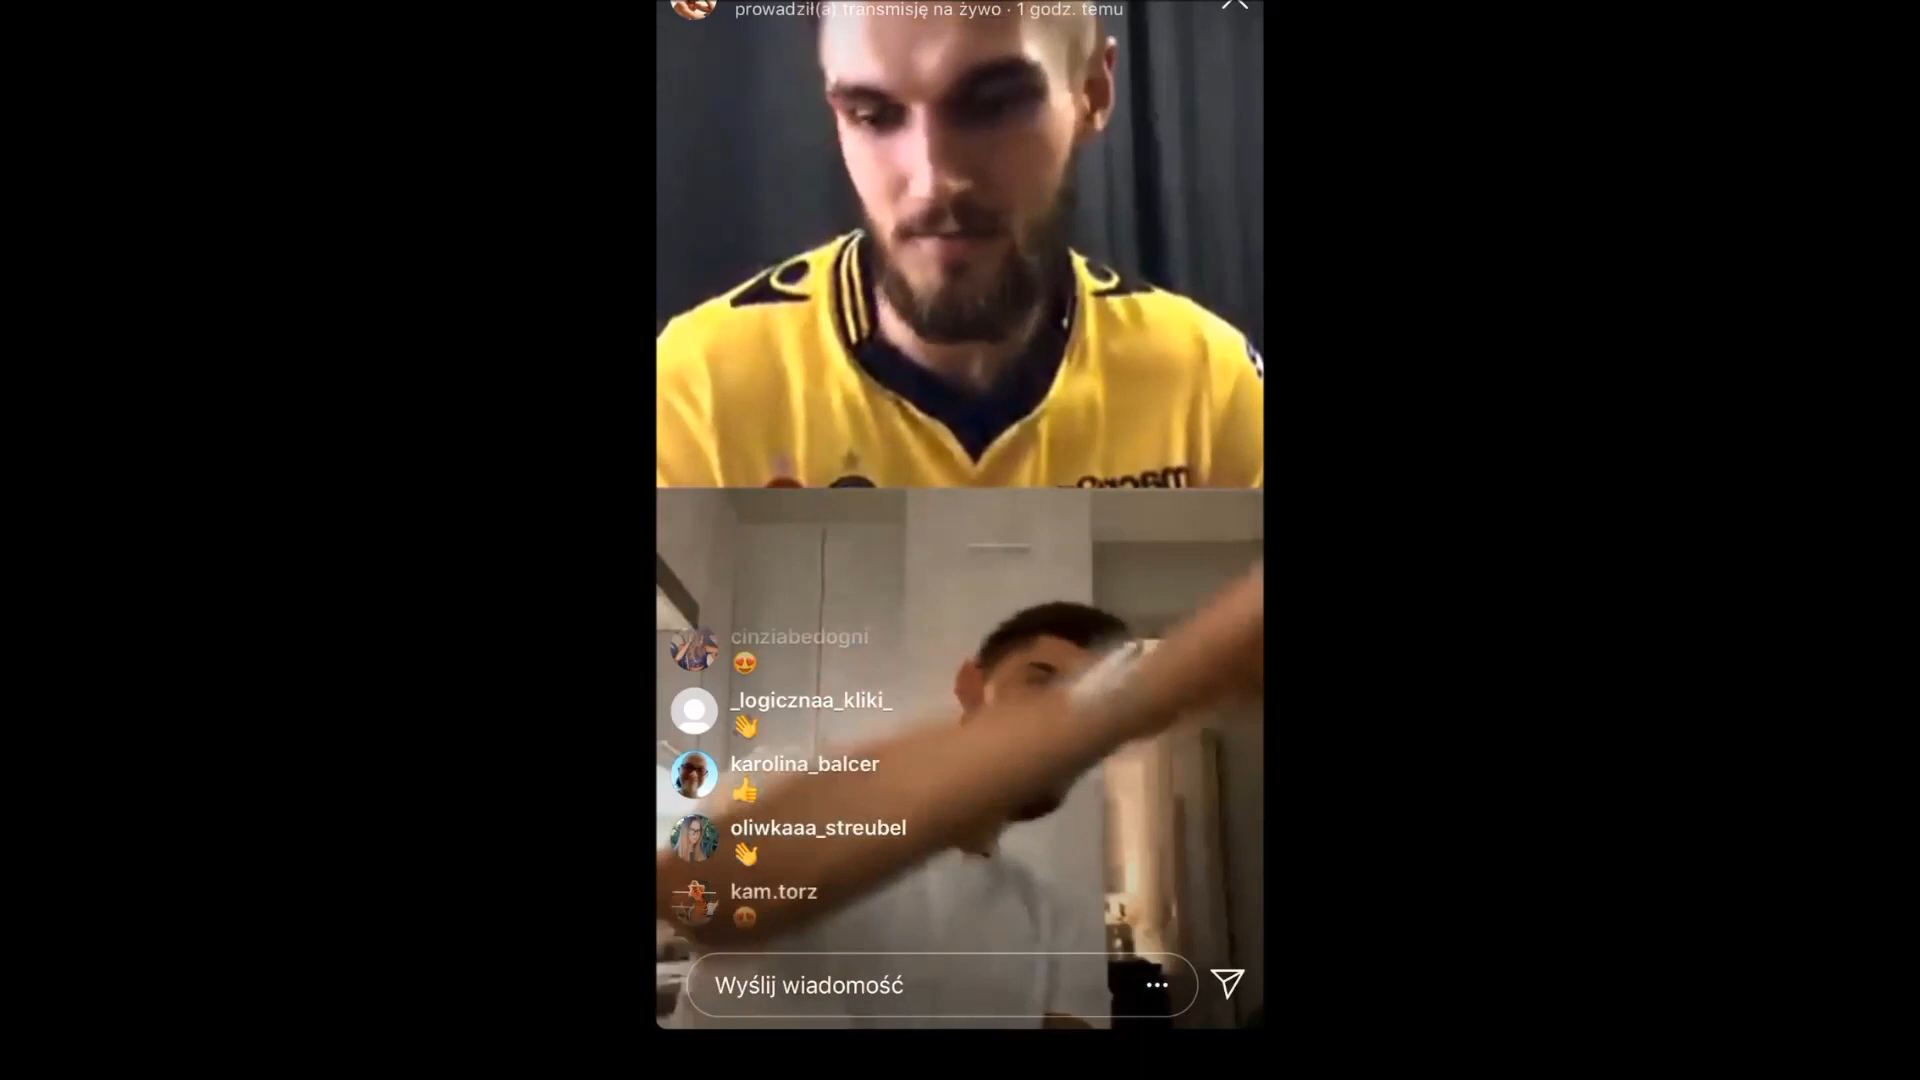 prowadził(a) transmisję na żywo · 1 godz. temu
cinziabedogni
😍
_logicznaa_kliki_
👋
karolina_balcer
👍
oliwkaaa_streubel
👋
kam.torz
😍
Wyślij wiadomość